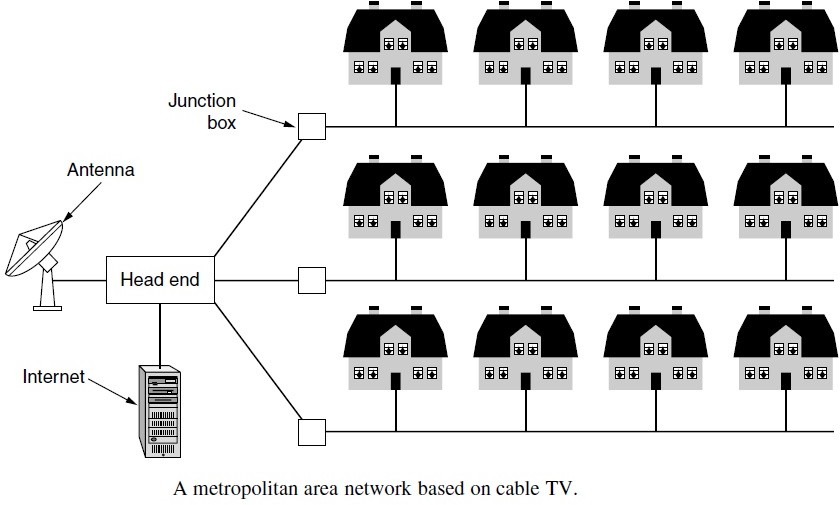 Junction
box
Antenna
Head end
Internet
A metropolitan area network based on cable TV.